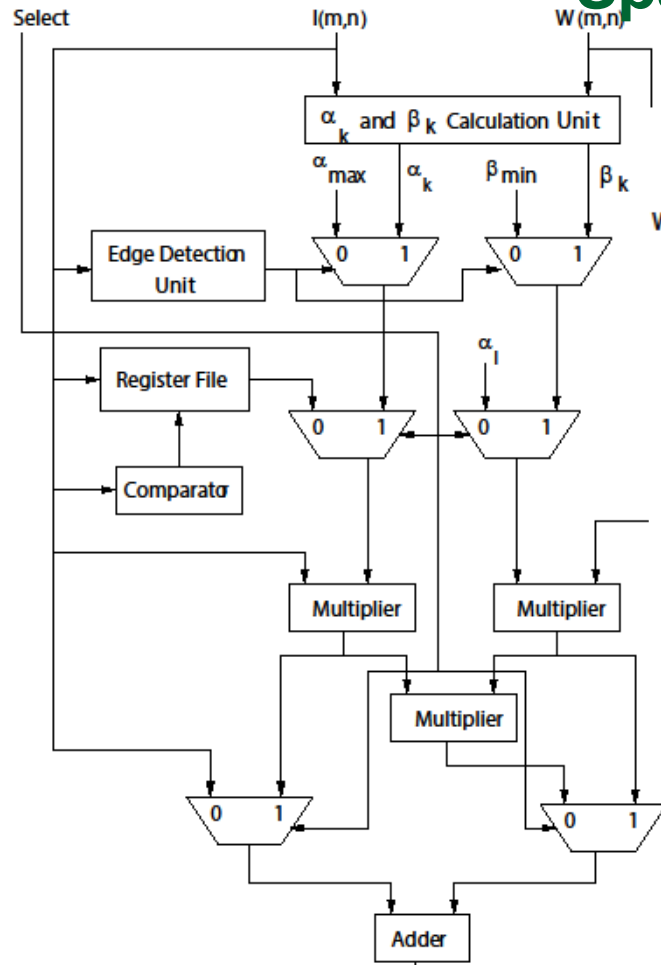 Select
I(m,n)
W(m,n)
α k and β k Calculation Unit
α max
α k
β min
β k
W
0 1
0 1
Edge Detection
Unit
α l
Register File
0 1
0 1
Comparator
Multiplier
Multiplier
Multiplier
0 1
0 1
Adder